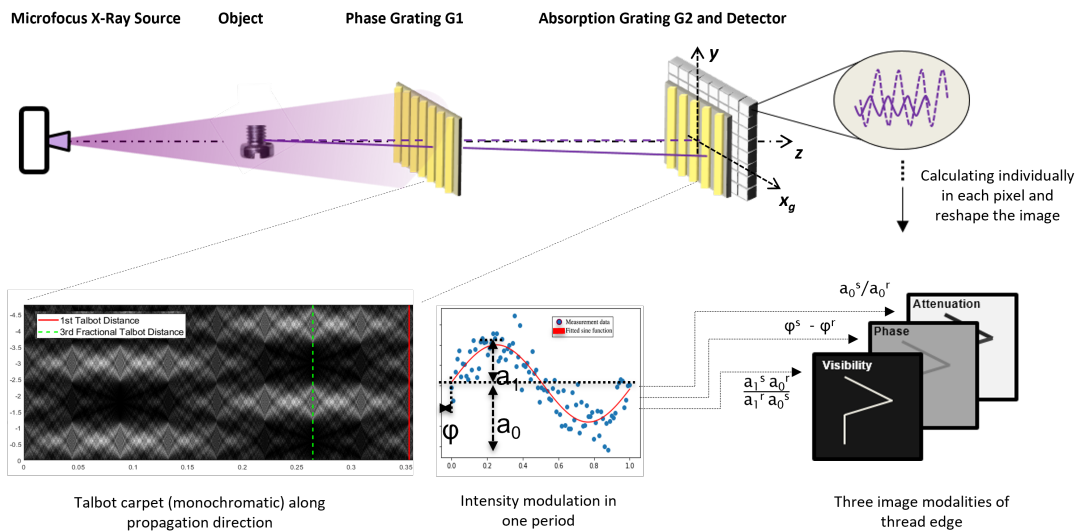 Microfocus X-Ray Source
Object
Phase Grating G1
Absorption Grating G2 and Detector
y
z
x_g
Calculating individually
in each pixel and
reshape the image
1st Talbot Distance
3rd Fractional Talbot Distance
-4.5
-4
-3.5
-3
-2.5
-2
-1.5
-1
-0.5
0
0
0.05
0.1
0.15
0.2
0.25
0.3
0.35
Talbot carpet (monochromatic) along
propagation direction
Measurement data
Fitted sine function
a₁
a₀
φ
0.0
0.2
0.4
0.6
0.8
1.0
Intensity modulation in
one period
a₀ˢ/a₀ʳ
φˢ - φʳ
a₁ˢ a₀ʳ
a₁ʳ a₀ˢ
Attenuation
Phase
Visibility
Three image modalities of
thread edge